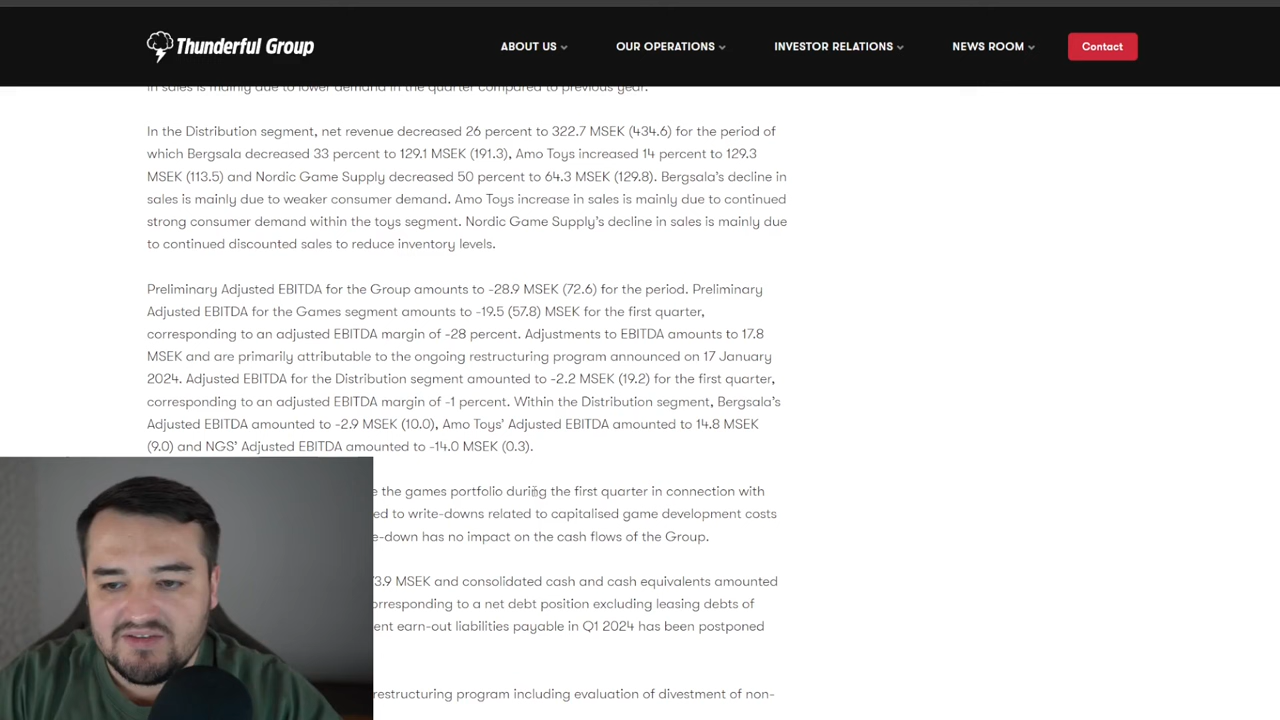 Thunderful Group
ABOUT US
OUR OPERATIONS
INVESTOR RELATIONS
NEWS ROOM
Contact
in sales is mainly due to lower demand in the quarter compared to previous year.
In the Distribution segment, net revenue decreased 26 percent to 322.7 MSEK (434.6) for the period of
which Bergsala decreased 33 percent to 129.1 MSEK (191.3), Amo Toys increased 14 percent to 129.3
MSEK (113.5) and Nordic Game Supply decreased 50 percent to 64.3 MSEK (129.8). Bergsala's decline in
sales is mainly due to weaker consumer demand. Amo Toys increase in sales is mainly due to continued
strong consumer demand within the toys segment. Nordic Game Supply's decline in sales is mainly due
to continued discounted sales to reduce inventory levels.
Preliminary Adjusted EBITDA for the Group amounts to -28.9 MSEK (72.6) for the period. Preliminary
Adjusted EBITDA for the Games segment amounts to -19.5 (57.8) MSEK for the first quarter,
corresponding to an adjusted EBITDA margin of -28 percent. Adjustments to EBITDA amounts to 17.8
MSEK and are primarily attributable to the ongoing restructuring program announced on 17 January
2024. Adjusted EBITDA for the Distribution segment amounted to -2.2 MSEK (19.2) for the first quarter,
corresponding to an adjusted EBITDA margin of -1 percent. Within the Distribution segment, Bergsala's
Adjusted EBITDA amounted to -2.9 MSEK (10.0), Amo Toys' Adjusted EBITDA amounted to 14.8 MSEK
(9.0) and NGS' Adjusted EBITDA amounted to -14.0 MSEK (0.3).
e the games portfolio during the first quarter in connection with
ed to write-downs related to capitalised game development costs
e-down has no impact on the cash flows of the Group.
3.9 MSEK and consolidated cash and cash equivalents amounted
orresponding to a net debt position excluding leasing debts of
ent earn-out liabilities payable in Q1 2024 has been postponed
restructuring program including evaluation of divestment of non-